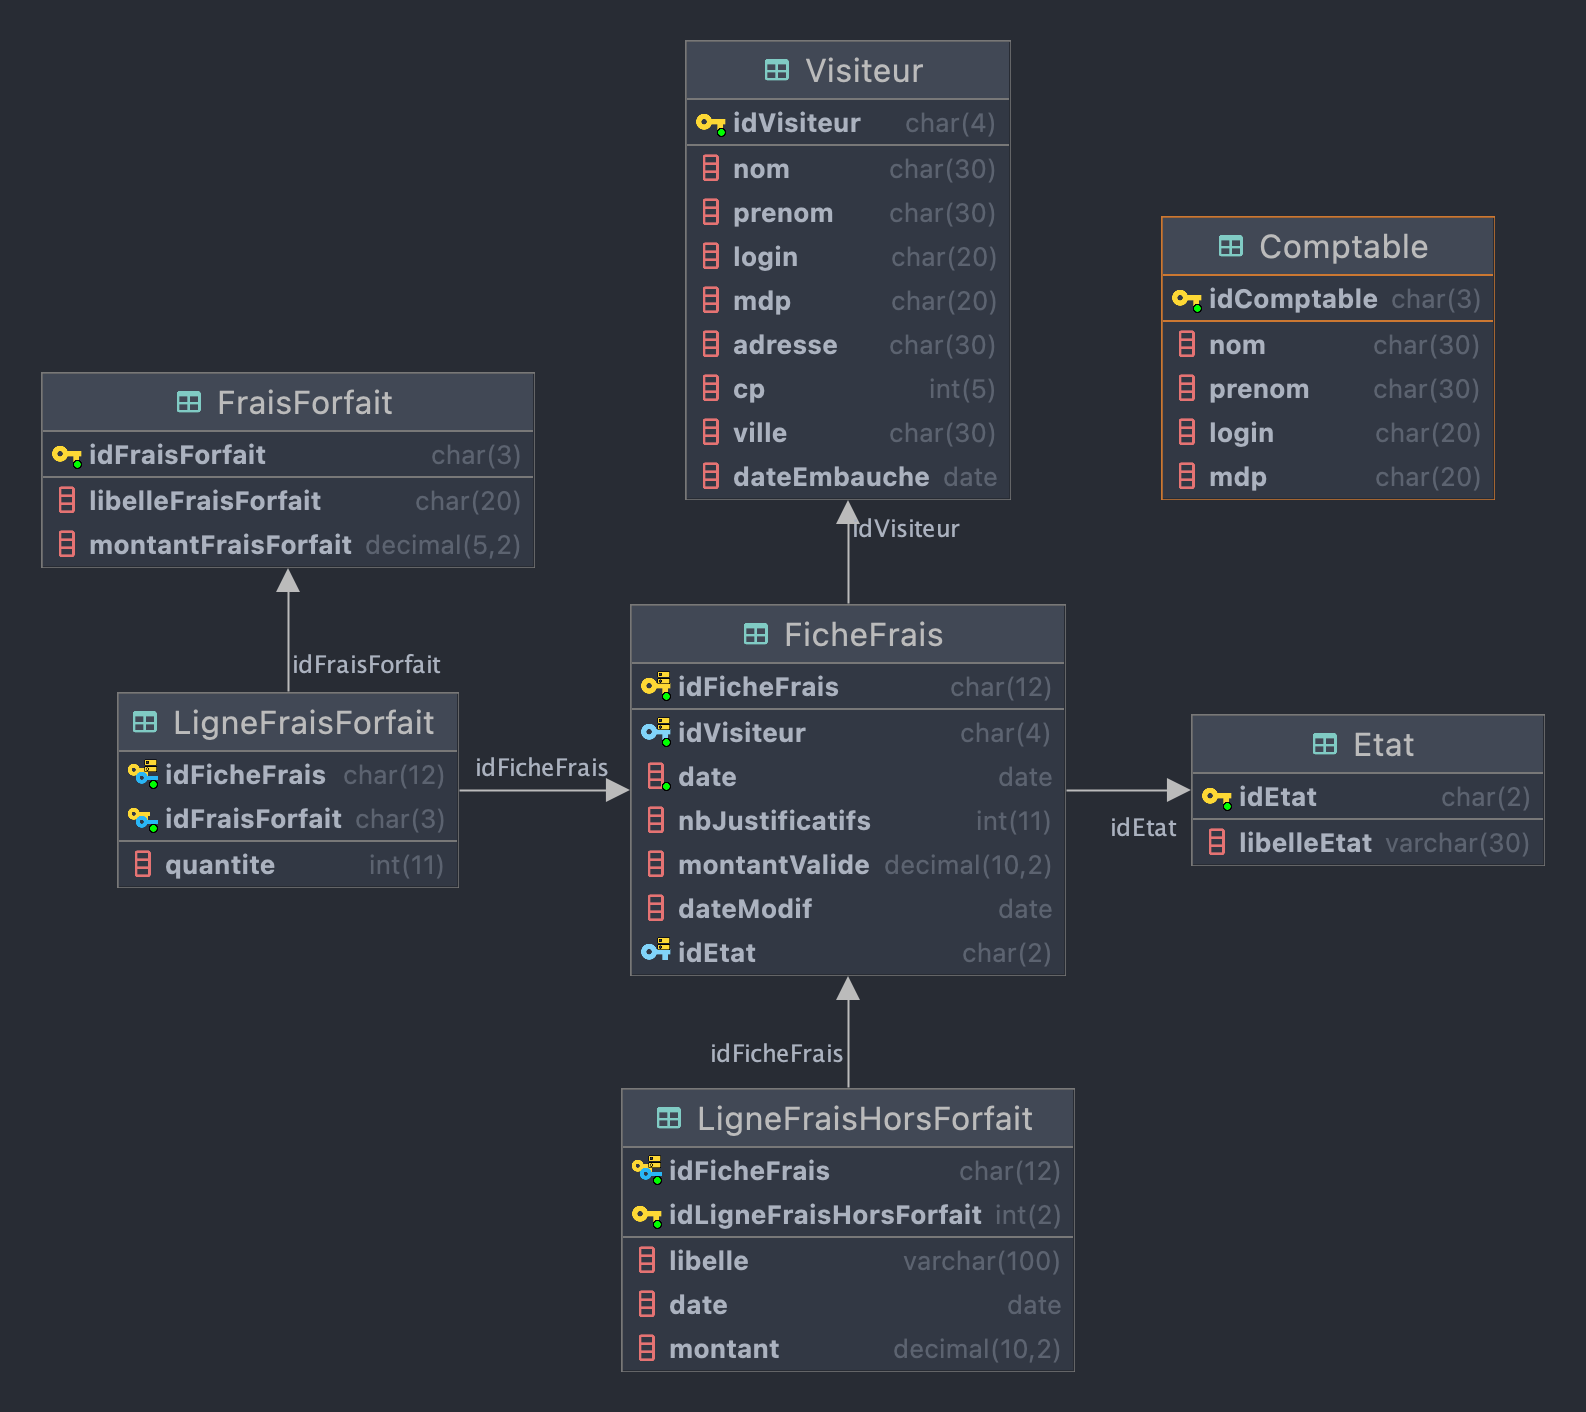 Visiteur
idVisiteur char(4)
nom char(30)
prenom char(30)
login char(20)
mdp char(20)
adresse char(30)
cp int(5)
ville char(30)
dateEmbauche date
Comptable
idComptable char(3)
nom char(30)
prenom char(30)
login char(20)
mdp char(20)
FraisForfait
idFraisForfait char(3)
libelleFraisForfait char(20)
montantFraisForfait decimal(5,2)
idVisiteur
idFraisForfait
LigneFraisForfait
idFicheFrais char(12)
idFraisForfait char(3)
quantite int(11)
idFicheFrais
FicheFrais
idFicheFrais char(12)
idVisiteur char(4)
date date
nbJustificatifs int(11)
montantValide decimal(10,2)
dateModif date
idEtat char(2)
idEtat
Etat
idEtat char(2)
libelleEtat varchar(30)
idFicheFrais
LigneFraisHorsForfait
idFicheFrais char(12)
idLigneFraisHorsForfait int(2)
libelle varchar(100)
date date
montant decimal(10,2)